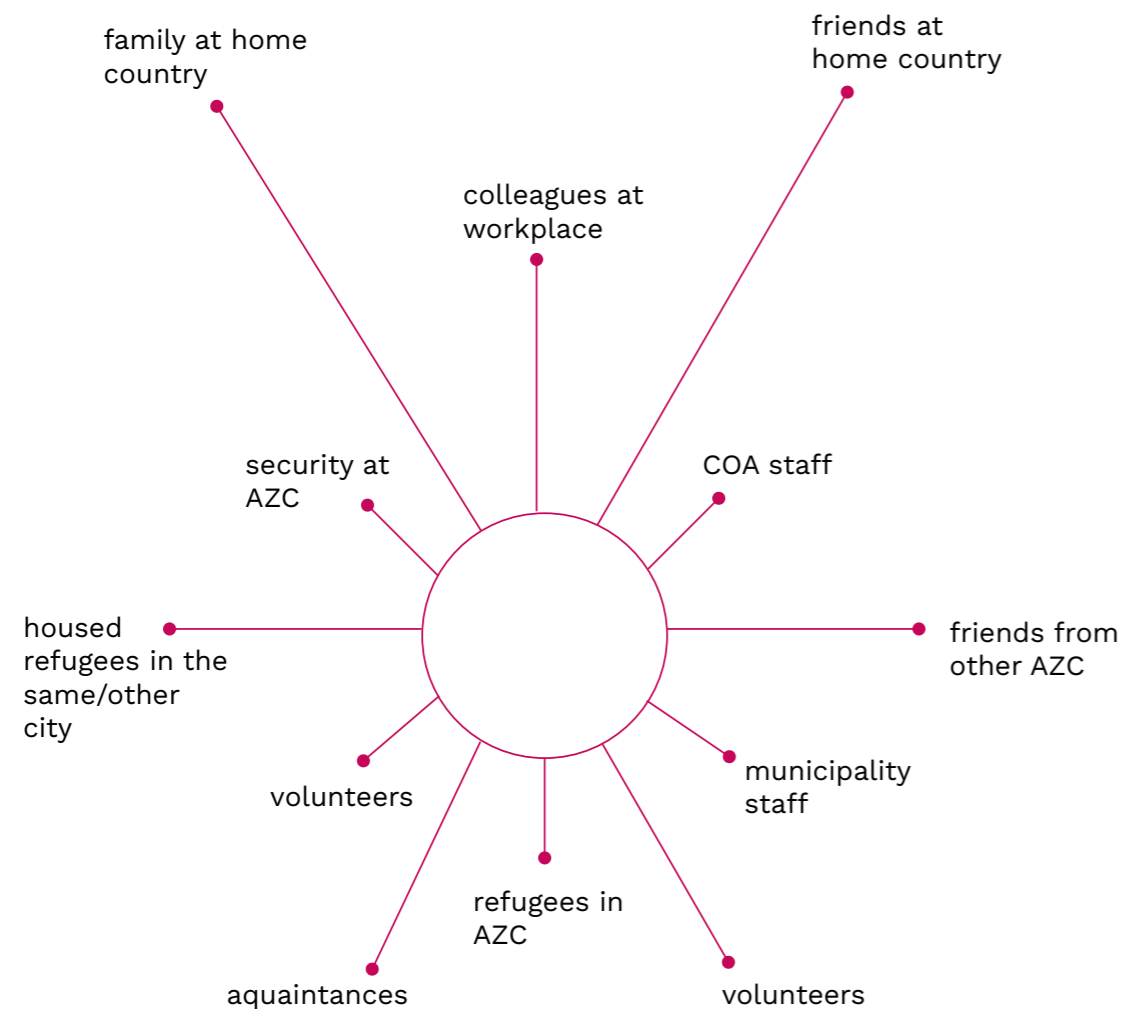 family at home
country
friends at
home country
colleagues at
workplace
security at
AZC
COA staff
housed
refugees in the
same/other
city
friends from
other AZC
volunteers
municipality
staff
refugees in
AZC
aquaintances
volunteers